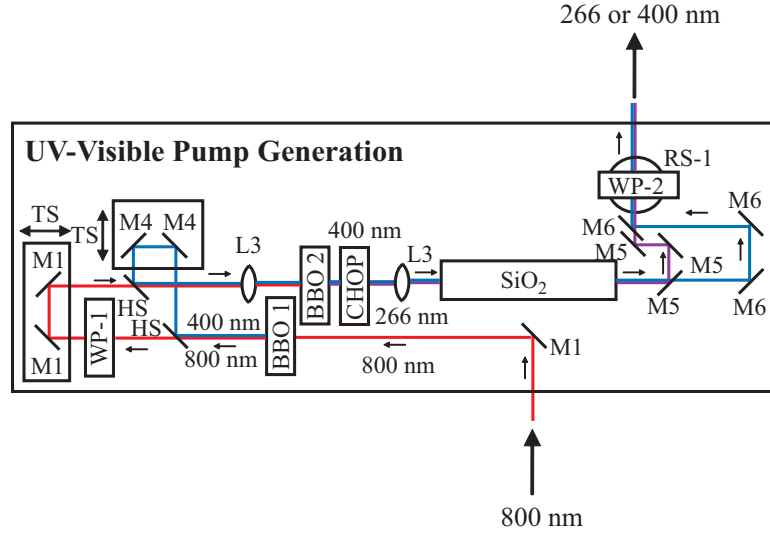 266 or 400 nm
UV-Visible Pump Generation
RS-1
WP-2
TS
TS
M4 M4
M6
M6
L3
400 nm
L3
M5
M1
M5
BBO 2
CHOP
SiO2
M5
M6
HS
266 nm
HS
400 nm
BBO 1
WP-1
M1
M1
800 nm
800 nm
800 nm